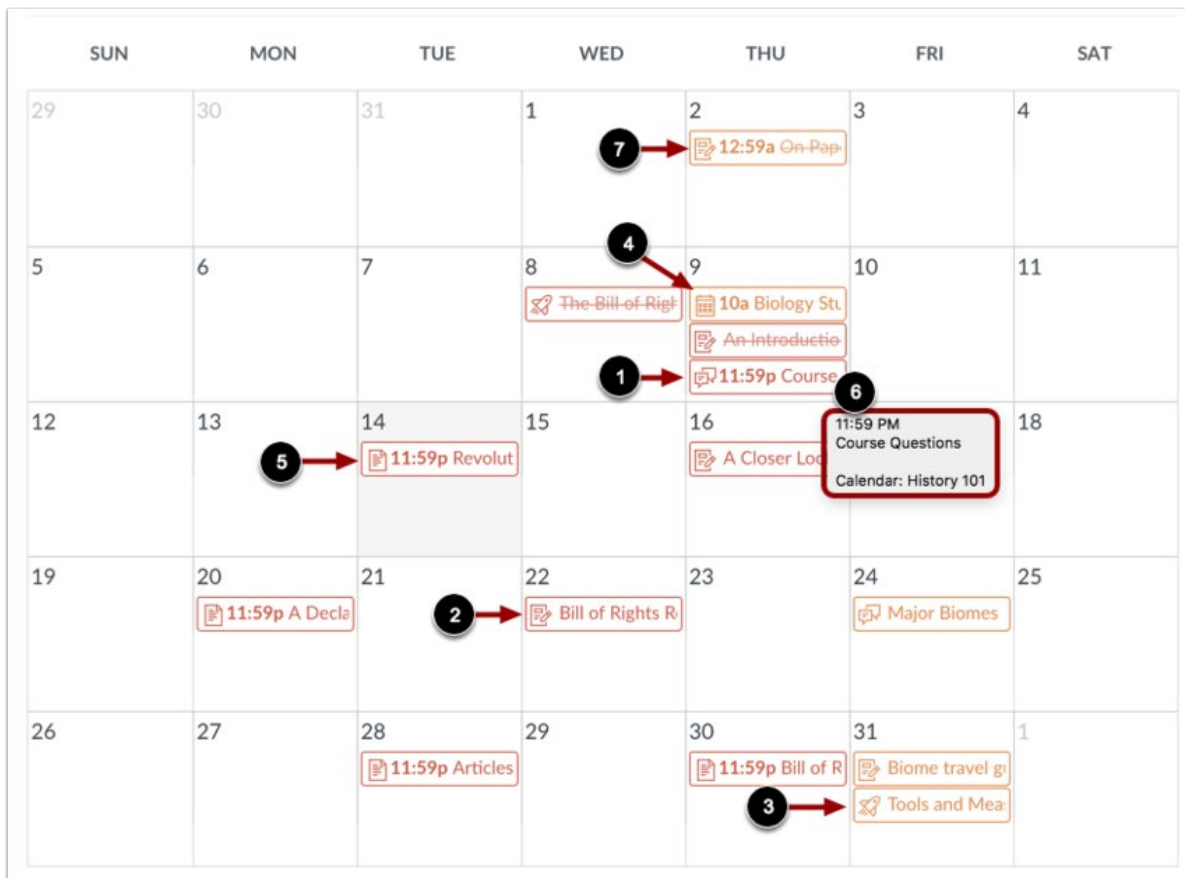 SUN MON TUE WED THU FRI SAT
29 30 31 1 2 3 4
7 12:59a On Pap
4
5 6 7 8 9 10 11
The Bill of Righ 10a Biology Stu
An Introductio
1 11:59p Course
6
12 13 14 15 16 18
11:59 PM
Course Questions
Calendar: History 101
5 11:59p Revolut A Closer Loo
19 20 21 22 23 24 25
11:59p A Decla 2 Bill of Rights R Major Biomes
26 27 28 29 30 31 1
11:59p Articles 11:59p Bill of R Biome travel g
3 Tools and Mea